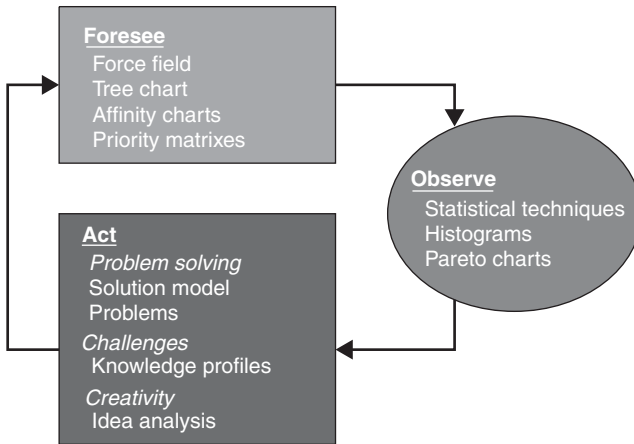 Foresee
Force field
Tree chart
Affinity charts
Priority matrixes
Observe
Statistical techniques
Histograms
Pareto charts
Act
Problem solving
Solution model
Problems
Challenges
Knowledge profiles
Creativity
Idea analysis